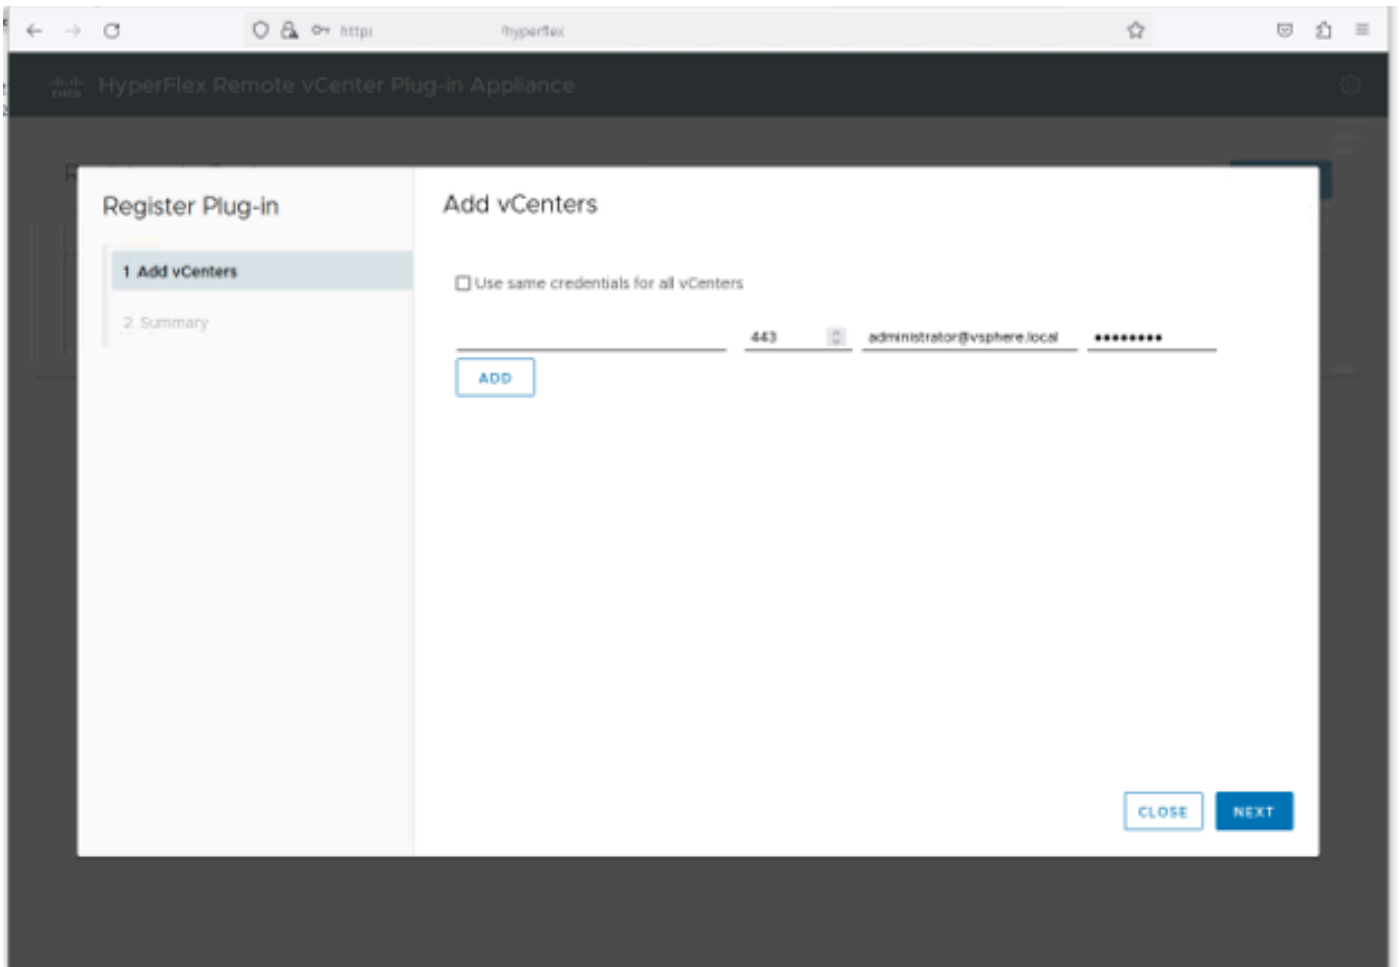 /hyperflex
CISCO HyperFlex Remote vCenter Plug-in Appliance
Register Plug-in
Add vCenters
1 Add vCenters
Use same credentials for all vCenters
2 Summary
443 administrator@vsphere.local ••••••••
ADD
CLOSE NEXT